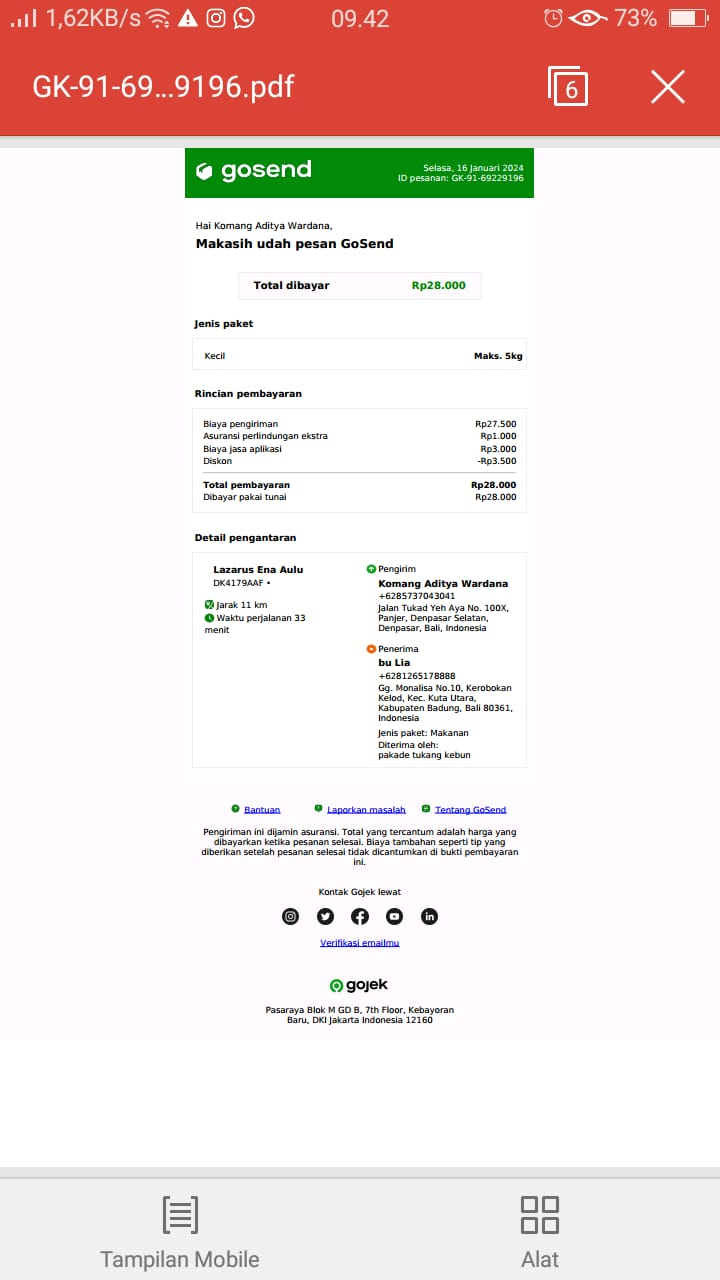 1,62KB/s 09.42 73%
GK-91-69...9196.pdf 6
gosend
Selasa, 16 Januari 2024
ID pesanan: GK-91-69229196
Hai Komang Aditya Wardana,
Makasih udah pesan GoSend
Total dibayar Rp28.000
Jenis paket
Kecil Maks. 5kg
Rincian pembayaran
Biaya pengiriman Rp27.500
Asuransi perlindungan ekstra Rp1.000
Biaya jasa aplikasi Rp3.000
Diskon -Rp3.500
Total pembayaran Rp28.000
Dibayar pakai tunai Rp28.000
Detail pengantaran
Lazarus Ena Aulu
DK4179AAF •
Jarak 11 km
Waktu perjalanan 33
menit
Pengirim
Komang Aditya Wardana
+6285737043041
Jalan Tukad Yeh Aya No. 100X,
Panjer, Denpasar Selatan,
Denpasar, Bali, Indonesia
Penerima
bu Lia
+6281265178888
Gg. Monalisa No.10, Kerobokan
Kelod, Kec. Kuta Utara,
Kabupaten Badung, Bali 80361,
Indonesia
Jenis paket: Makanan
Diterima oleh:
pakade tukang kebun
Bantuan Laporkan masalah Tentang GoSend
Pengiriman ini dijamin asuransi. Total yang tercantum adalah harga yang
dibayarkan ketika pesanan selesai. Biaya tambahan seperti tip yang
diberikan setelah pesanan selesai tidak dicantumkan di bukti pembayaran
ini.
Kontak Gojek lewat
Verifikasi emailmu
gojek
Pasaraya Blok M GD B, 7th Floor, Kebayoran
Baru, DKI Jakarta Indonesia 12160
Tampilan Mobile Alat